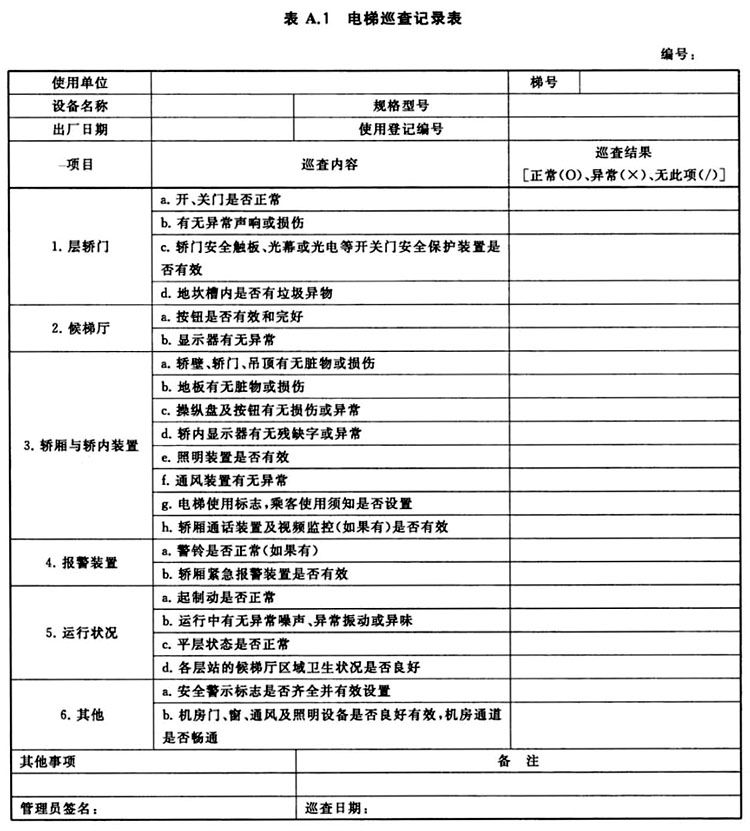 表 A.1 电梯巡查记录表
编号：
使用单位
梯号
设备名称
规格型号
出厂日期
使用登记编号
项目
巡查内容
巡查结果
[正常(O)、异常(×)、无此项(/)]
1. 层轿门
a. 开、关门是否正常
b. 有无异常声响或损伤
c. 轿门安全触板、光幕或光电等开关门安全保护装置是
否有效
d. 地坎槽内是否有垃圾异物
2. 候梯厅
a. 按钮是否有效和完好
b. 显示器有无异常
3. 轿厢与轿内装置
a. 轿壁、轿门、吊顶有无脏物或损伤
b. 地板有无脏物或损伤
c. 操纵盘及按钮有无损伤或异常
d. 轿内显示器有无残缺字或异常
e. 照明装置是否有效
f. 通风装置有无异常
g. 电梯使用标志，乘客使用须知是否设置
h. 轿厢通话装置及视频监控(如果有)是否有效
4. 报警装置
a. 警铃是否正常(如果有)
b. 轿厢紧急报警装置是否有效
5. 运行状况
a. 起制动是否正常
b. 运行中有无异常噪声、异常振动或异味
c. 平层状态是否正常
d. 各层站的候梯厅区域卫生状况是否良好
6. 其他
a. 安全警示标志是否齐全并有效设置
b. 机房门、窗、通风及照明设备是否良好有效，机房通道
是否畅通
其他事项
备 注
管理员签名：
巡查日期：